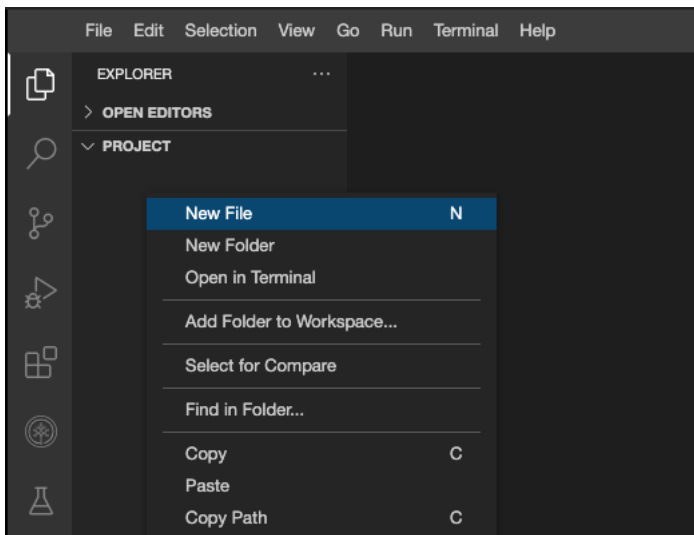 File Edit Selection View Go Run Terminal Help
EXPLORER ...
OPEN EDITORS
PROJECT
New File N
New Folder
Open in Terminal
Add Folder to Workspace...
Select for Compare
Find in Folder...
Copy C
Paste
Copy Path C